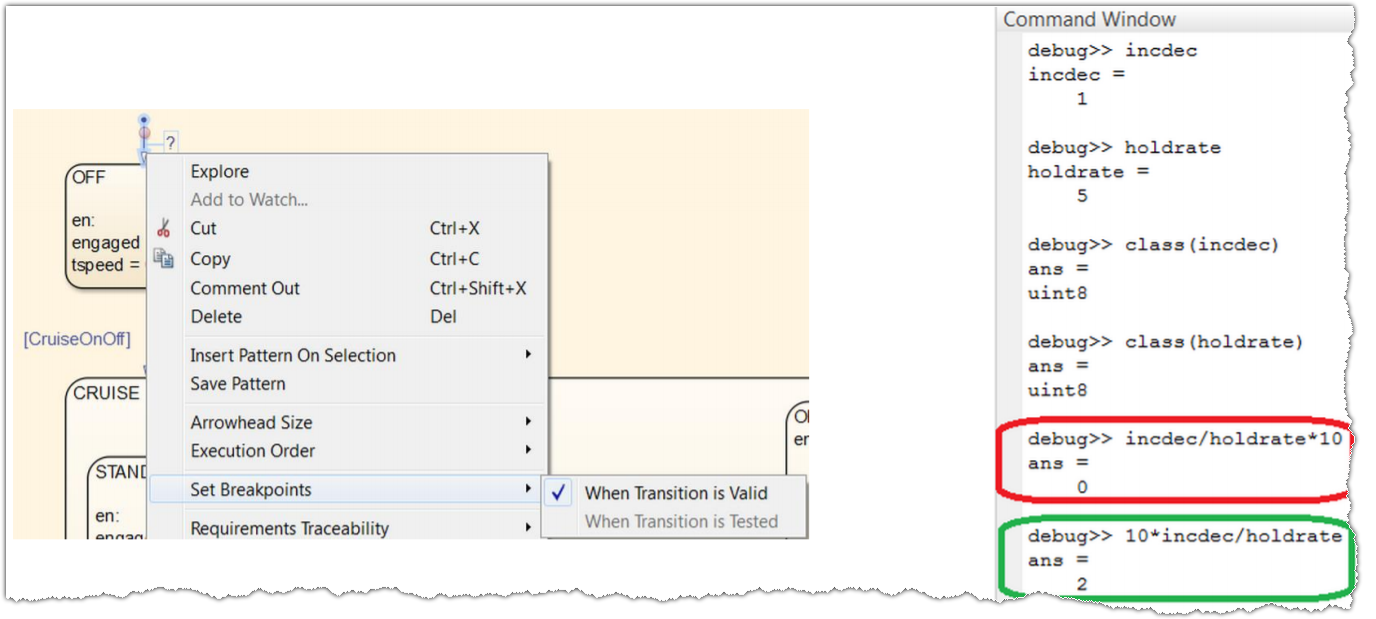 ?
OFF
en:
engaged
tspeed =
[CruiseOnOff]
CRUISE
STAND
en:
Explore
Add to Watch...
Cut Ctrl+X
Copy Ctrl+C
Comment Out Ctrl+Shift+X
Delete Del
Insert Pattern On Selection
Save Pattern
Arrowhead Size
Execution Order
Set Breakpoints
Requirements Traceability
When Transition is Valid
When Transition is Tested
Command Window
debug>> incdec
incdec =
1
debug>> holdrate
holdrate =
5
debug>> class(incdec)
ans =
uint8
debug>> class(holdrate)
ans =
uint8
debug>> incdec/holdrate*10
ans =
0
debug>> 10*incdec/holdrate
ans =
2